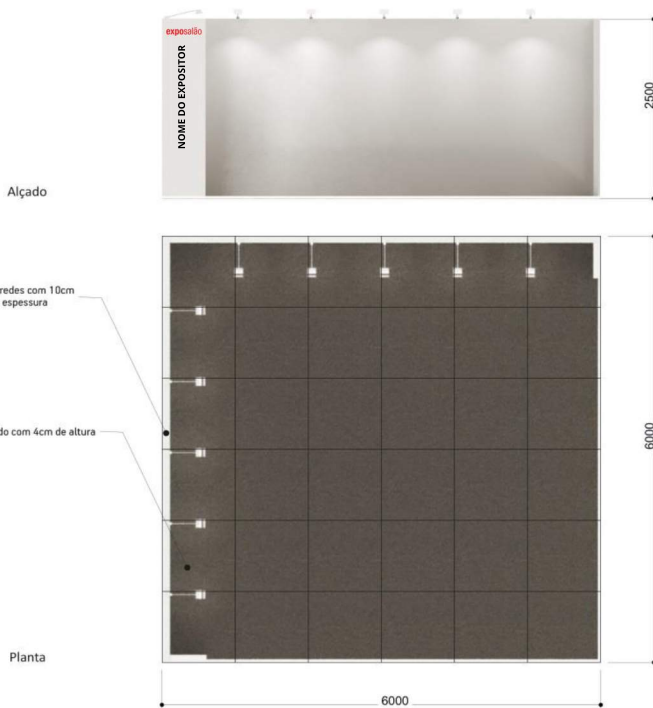 exposalão
NOME DO EXPOSITOR
2500
Alçado
redes com 10cm
espessura
do com 4cm de altura
6000
Planta
6000